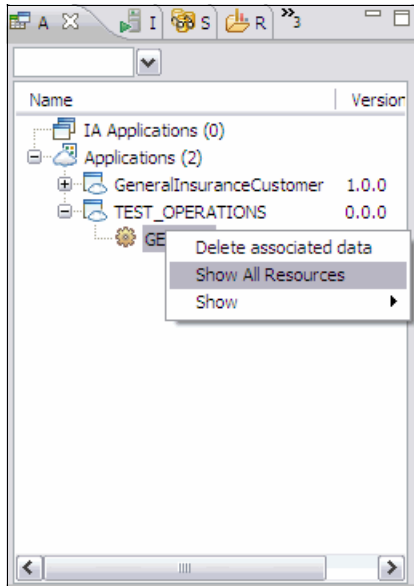 A I S R »3
Name Version
IA Applications (0)
Applications (2)
GeneralInsuranceCustomer 1.0.0
TEST_OPERATIONS 0.0.0
GE
Delete associated data
Show All Resources
Show